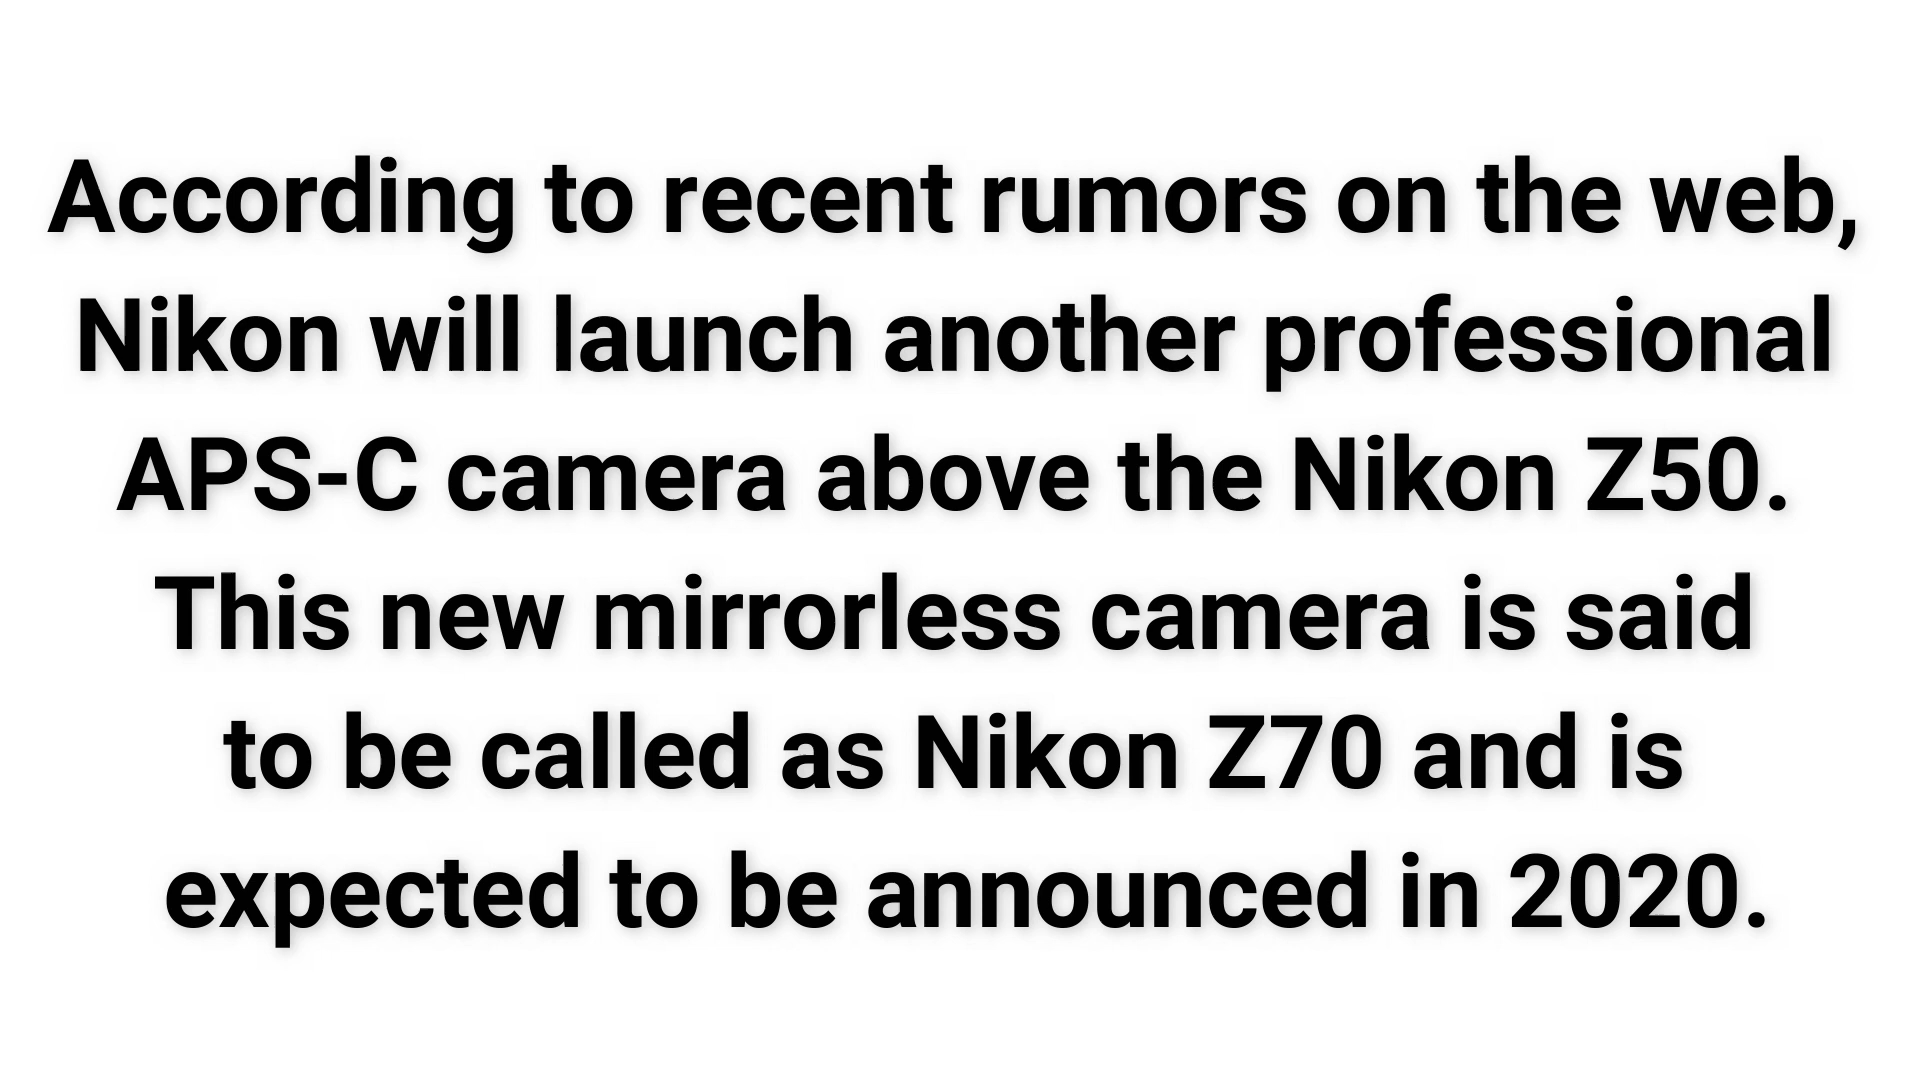 According to recent rumors on the web,
Nikon will launch another professional
APS-C camera above the Nikon Z50.
This new mirrorless camera is said
to be called as Nikon Z70 and is
expected to be announced in 2020.